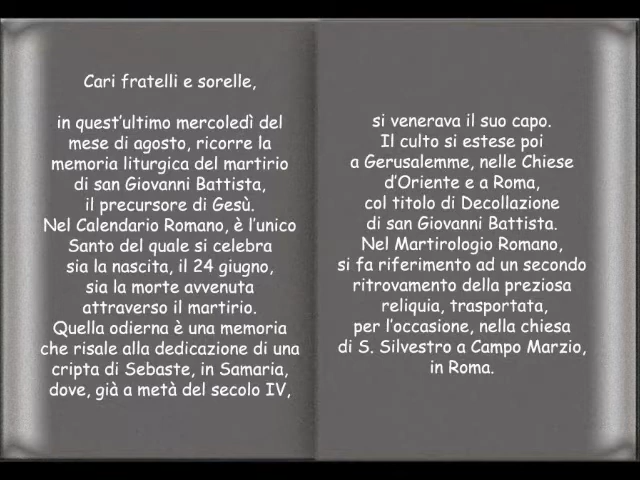 Cari fratelli e sorelle,
in quest'ultimo mercoledì del
mese di agosto, ricorre la
memoria liturgica del martirio
di san Giovanni Battista,
il precursore di Gesù.
Nel Calendario Romano, è l'unico
Santo del quale si celebra
sia la nascita, il 24 giugno,
sia la morte avvenuta
attraverso il martirio.
Quella odierna è una memoria
che risale alla dedicazione di una
cripta di Sebaste, in Samaria,
dove, già a metà del secolo IV,
si venerava il suo capo.
Il culto si estese poi
a Gerusalemme, nelle Chiese
d'Oriente e a Roma,
col titolo di Decollazione
di san Giovanni Battista.
Nel Martirologio Romano,
si fa riferimento ad un secondo
ritrovamento della preziosa
reliquia, trasportata,
per l'occasione, nella chiesa
di S. Silvestro a Campo Marzio,
in Roma.